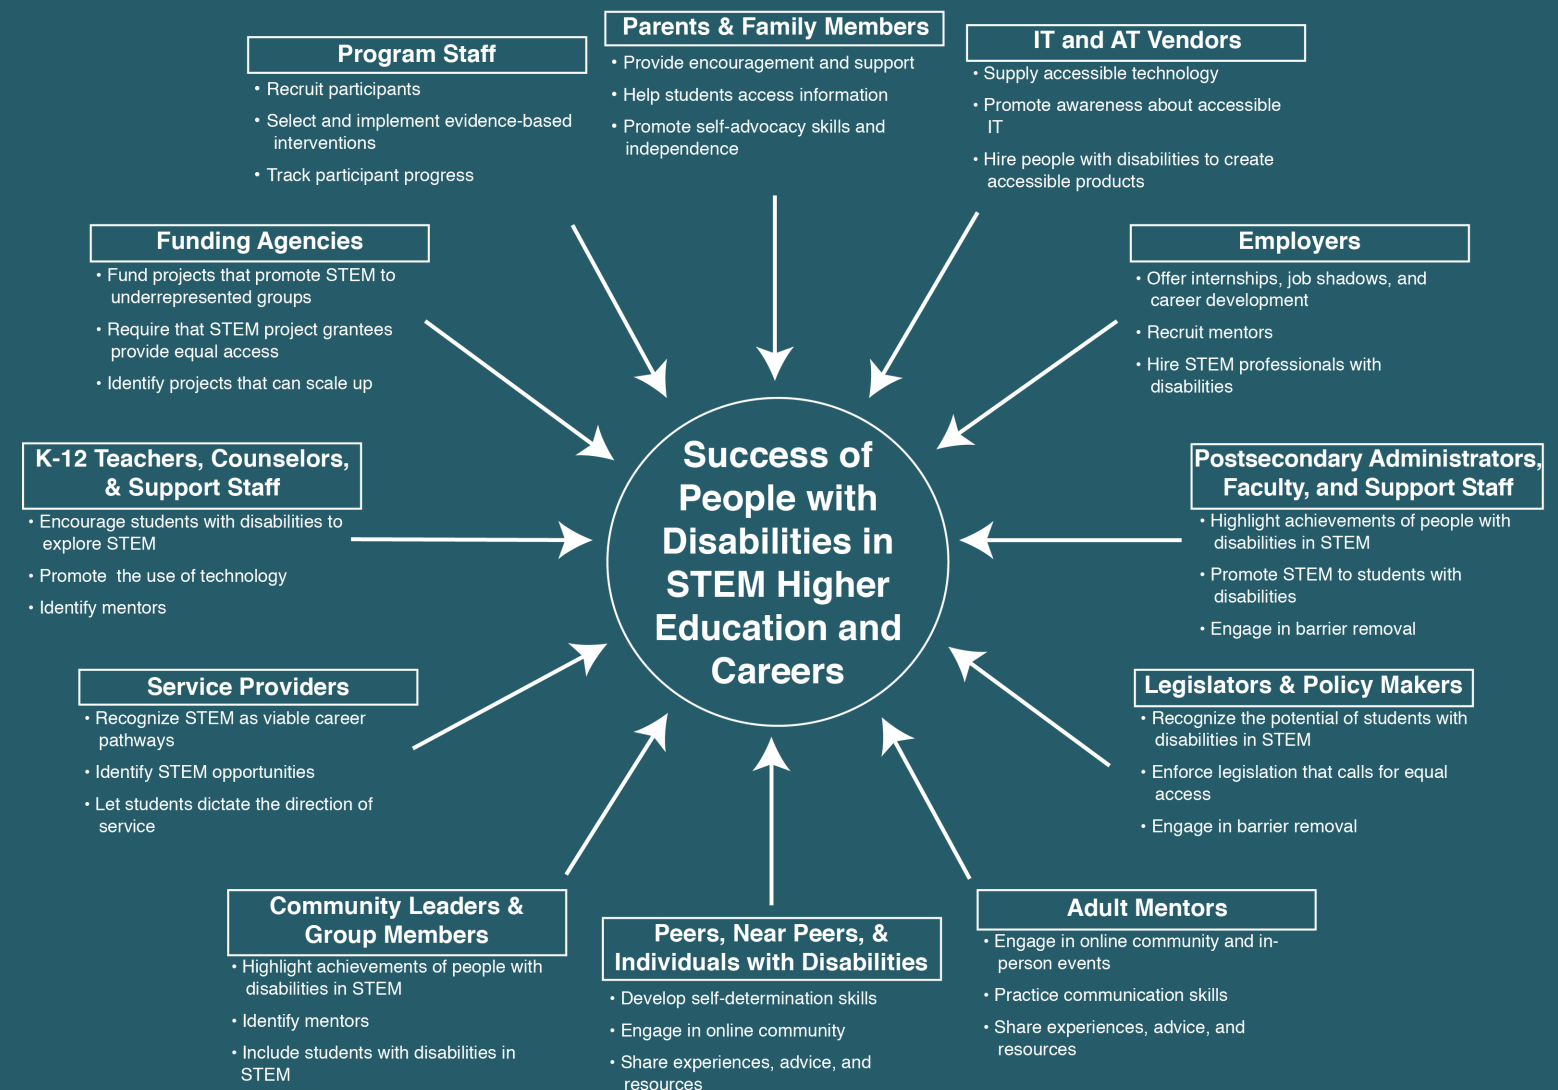 Parents & Family Members
• Provide encouragement and support
• Help students access information
• Promote self-advocacy skills and
independence
IT and AT Vendors
• Supply accessible technology
• Promote awareness about accessible
IT
• Hire people with disabilities to create
accessible products
Employers
• Offer internships, job shadows, and
career development
• Recruit mentors
• Hire STEM professionals with
disabilities
Postsecondary Administrators,
Faculty, and Support Staff
• Highlight achievements of people with
disabilities in STEM
• Promote STEM to students with
disabilities
• Engage in barrier removal
Legislators & Policy Makers
• Recognize the potential of students with
disabilities in STEM
• Enforce legislation that calls for equal
access
• Engage in barrier removal
Adult Mentors
• Engage in online community and in-
person events
• Practice communication skills
• Share experiences, advice, and
resources
Peers, Near Peers, &
Individuals with Disabilities
• Develop self-determination skills
• Engage in online community
• Share experiences, advice, and
resources
Community Leaders &
Group Members
• Highlight achievements of people with
disabilities in STEM
• Identify mentors
• Include students with disabilities in
STEM
Service Providers
• Recognize STEM as viable career
pathways
• Identify STEM opportunities
• Let students dictate the direction of
service
K-12 Teachers, Counselors,
& Support Staff
• Encourage students with disabilities to
explore STEM
• Promote the use of technology
• Identify mentors
Funding Agencies
• Fund projects that promote STEM to
underrepresented groups
• Require that STEM project grantees
provide equal access
• Identify projects that can scale up
Program Staff
• Recruit participants
• Select and implement evidence-based
interventions
• Track participant progress
Success of
People with
Disabilities in
STEM Higher
Education and
Careers